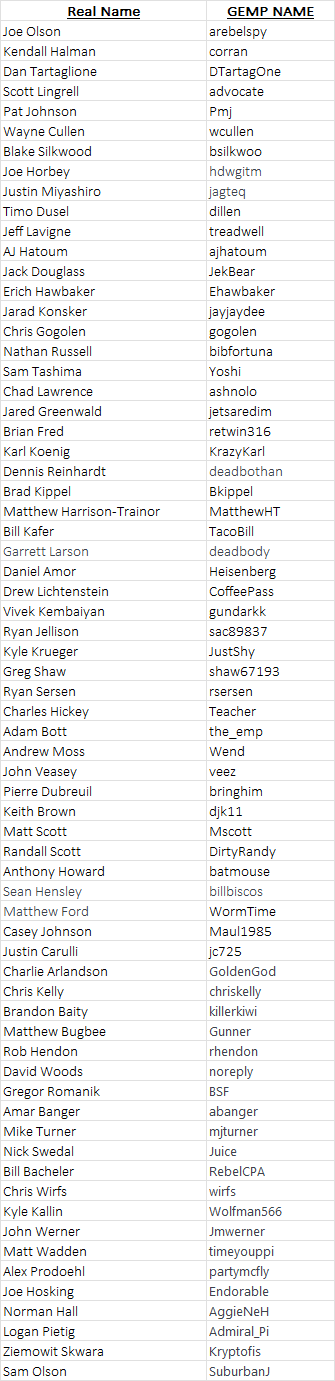 Real Name GEMP NAME
Joe Olson arebelspy
Kendall Halman corran
Dan Tartaglione DTartagOne
Scott Lingrell advocate
Pat Johnson Pmj
Wayne Cullen wcullen
Blake Silkwood bsilkwoo
Joe Horbey hdwgitm
Justin Miyashiro jagteq
Timo Dusel dillen
Jeff Lavigne treadwell
AJ Hatoum ajhatoum
Jack Douglass JekBear
Erich Hawbaker Ehawbaker
Jarad Konsker jayjaydee
Chris Gogolen gogolen
Nathan Russell bibfortuna
Sam Tashima Yoshi
Chad Lawrence ashnolo
Jared Greenwald jetsaredim
Brian Fred retwin316
Karl Koenig KrazyKarl
Dennis Reinhardt deadbothan
Brad Kippel Bkippel
Matthew Harrison-Trainor MatthewHT
Bill Kafer TacoBill
Garrett Larson deadbody
Daniel Amor Heisenberg
Drew Lichtenstein CoffeePass
Vivek Kembaiyan gundarkk
Ryan Jellison sac89837
Kyle Krueger JustShy
Greg Shaw shaw67193
Ryan Sersen rsersen
Charles Hickey Teacher
Adam Bott the_emp
Andrew Moss Wend
John Veasey veez
Pierre Dubreuil bringhim
Keith Brown djk11
Matt Scott Mscott
Randall Scott DirtyRandy
Anthony Howard batmouse
Sean Hensley billbiscos
Matthew Ford WormTime
Casey Johnson Maul1985
Justin Carulli jc725
Charlie Arlandson GoldenGod
Chris Kelly chriskelly
Brandon Baity killerkiwi
Matthew Bugbee Gunner
Rob Hendon rhendon
David Woods noreply
Gregor Romanik BSF
Amar Banger abanger
Mike Turner mjturner
Nick Swedal Juice
Bill Bacheler RebelCPA
Chris Wirfs wirfs
Kyle Kallin Wolfman566
John Werner Jmwerner
Matt Wadden timeyouppi
Alex Prodoehl partymcfly
Joe Hosking Endorable
Norman Hall AggieNeH
Logan Pietig Admiral_Pi
Ziemowit Skwara Kryptofis
Sam Olson SuburbanJ